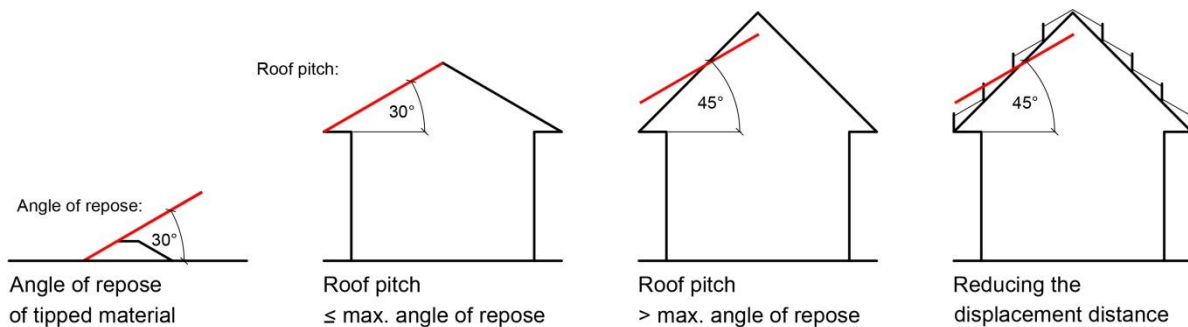 Angle of repose:
30°
Angle of repose
of tipped material
Roof pitch:
30°
Roof pitch
≤ max. angle of repose
45°
Roof pitch
> max. angle of repose
45°
Reducing the
displacement distance